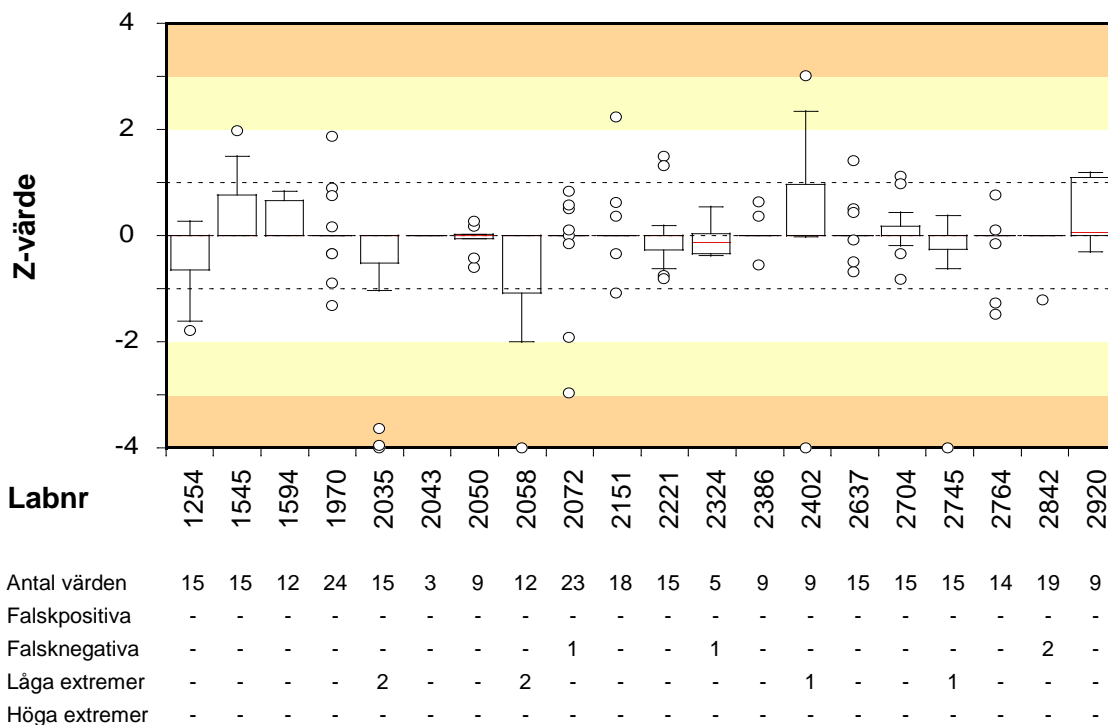 4
2
0
-2
-4
Z-värde
Labnr 1254 1545 1594 1970 2035 2043 2050 2058 2072 2151 2221 2324 2386 2402 2637 2704 2745 2764 2842 2920
Antal värden 15 15 12 24 15 3 9 12 23 18 15 5 9 9 15 15 15 14 19 9
Falskpositiva - - - - - - - - - - - - - - - - - - - -
Falsknegativa - - - - - - - - 1 - - 1 - - - - - - 2 -
Låga extremer - - - - 2 - - 2 - - - - - 1 - - 1 - - -
Höga extremer - - - - - - - - - - - - - - - - - - - -